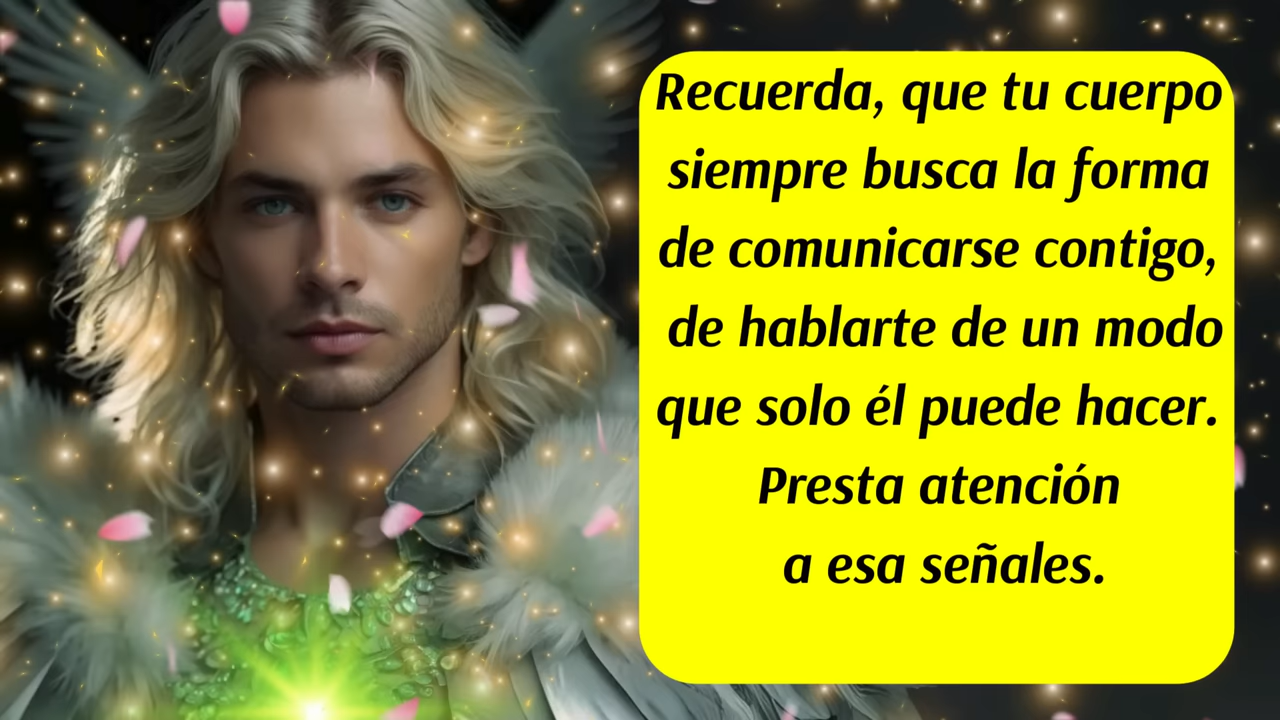 Recuerda, que tu cuerpo
siempre busca la forma
de comunicarse contigo,
de hablarte de un modo
que solo él puede hacer.
Presta atención
a esa señales.